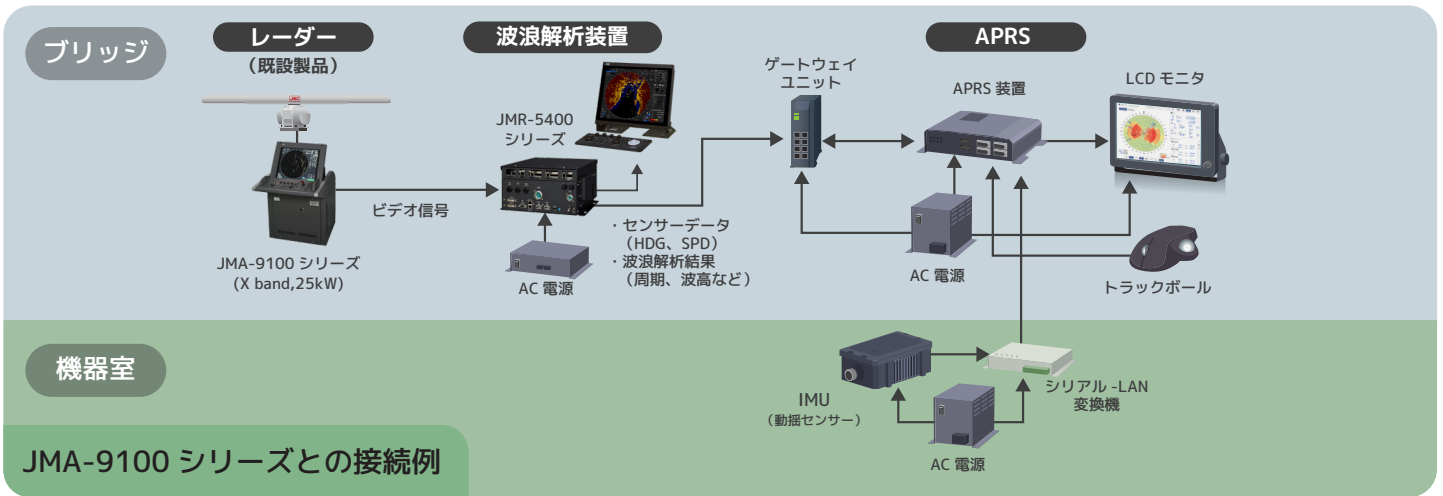 ブリッジ
レーダー
（既設製品）
JMA-9100 シリーズ
(X band,25kW)
ビデオ信号
波浪解析装置
JMR-5400
シリーズ
AC 電源
・センサーデータ
（HDG、SPD）
・波浪解析結果
（周期、波高など）
APRS
ゲートウェイ
ユニット
APRS 装置
LCD モニタ
AC 電源
トラックボール
機器室
IMU
（動揺センサー）
シリアル -LAN
変換機
AC 電源
JMA-9100 シリーズとの接続例